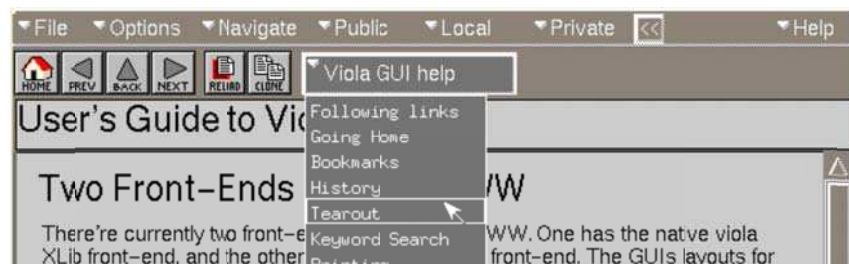 File Options Navigate Public Local Private << Help
HOME PREV BACK NEXT RELOAD CLONE Viola GUI help
User's Guide to Vio
Following links
Going Home
Bookmarks
Two Front-Ends WW
History
Tearout
There're currently two front-e WW. One has the native viola
Keyword Search
XLib front-end, and the other front-end. The GUIs layouts for
Printing